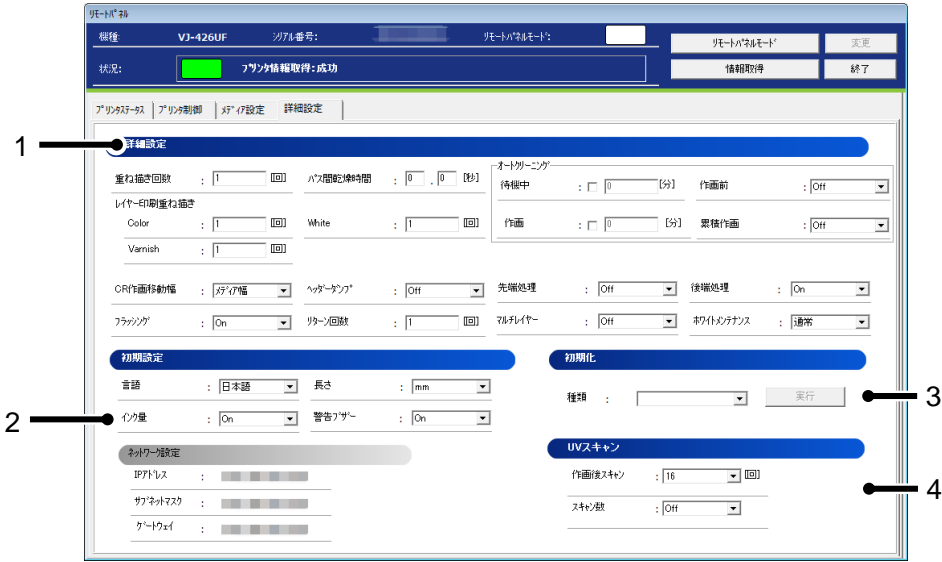 リモートパネル
機種: VJ-426UF シリアル番号: リモートパネルモード: リモートパネルモード 変更
状況: プリンタ情報取得:成功 情報取得 終了
プリンタステータス プリンタ制御 メディア設定 詳細設定
1 詳細設定
オートクリーニング
重ね描き回数 : 1 [回] パス間乾燥時間 : 0 . 0 [秒] 待機中 : 0 [分] 作画前 : Off
レイヤー印刷重ね描き
Color : 1 [回] White : 1 [回] 作画 : 0 [分] 累積作画 : Off
Varnish : 1 [回]
CR作画移動幅 : メディア幅 ヘッダーダンプ : Off 先端処理 : Off 後端処理 : On
フラッシング : On リターン回数 : 1 [回] マルチレイヤー : Off ホワイトメンテナンス : 通常
初期設定 初期化
言語 : 日本語 長さ : mm 種類 : 実行 3
2 インク量 : On 警告ブザー : On
ネットワーク設定 UVスキャン
IPアドレス : 作画後スキャン : 16 [回]
サブネットマスク : 4
スキャン数 : Off
ゲートウェイ :